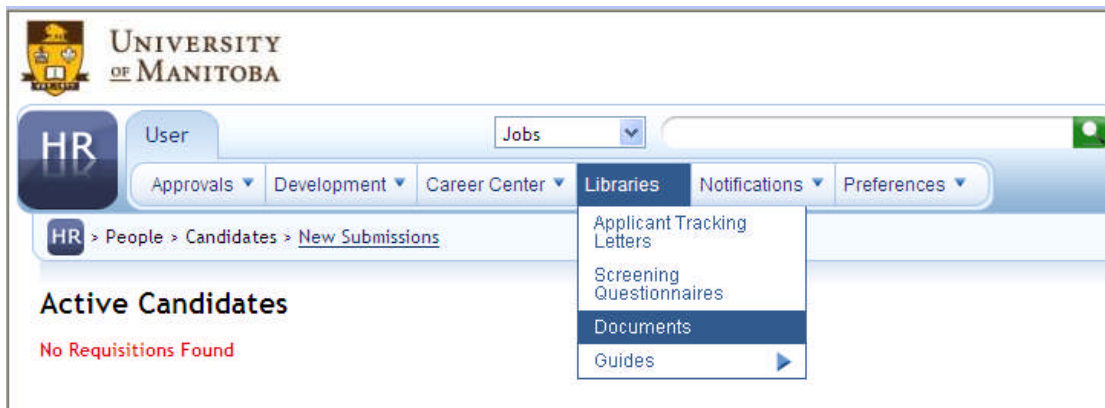 UNIVERSITY
OF MANITOBA
HR
User
Jobs
Approvals
Development
Career Center
Libraries
Notifications
Preferences
HR > People > Candidates > New Submissions
Applicant Tracking
Letters
Screening
Questionnaires
Documents
Guides
Active Candidates
No Requisitions Found